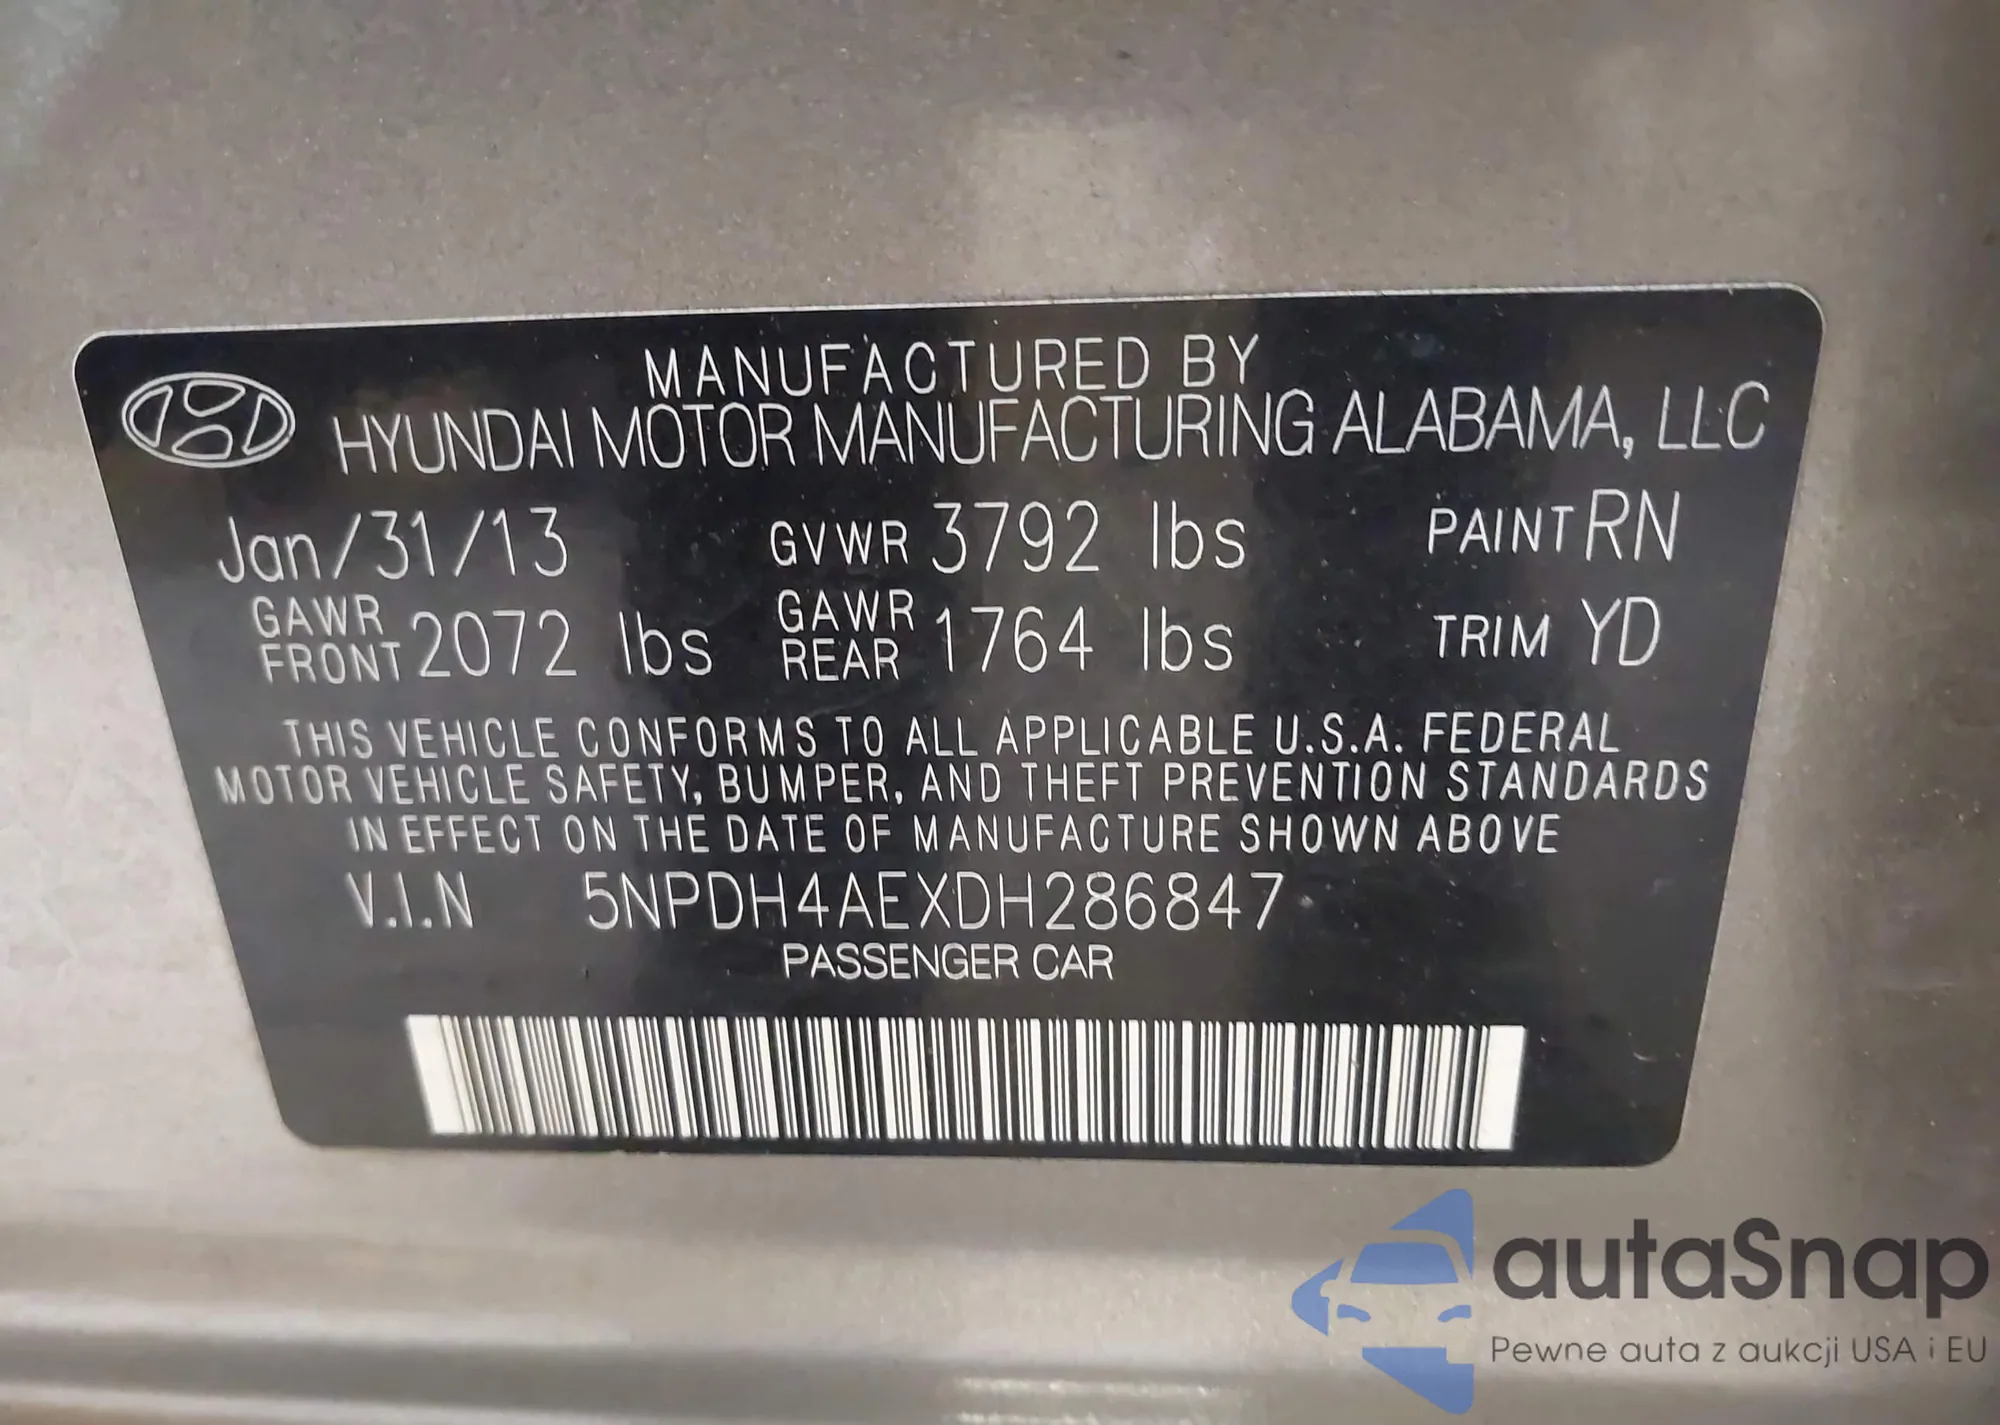 MANUFACTURED BY
HYUNDAI MOTOR MANUFACTURING ALABAMA, LLC
Jan/31/13 GVWR 3792 lbs PAINT RN
GAWR FRONT 2072 lbs GAWR REAR 1764 lbs TRIM YD
THIS VEHICLE CONFORMS TO ALL APPLICABLE U.S.A. FEDERAL
MOTOR VEHICLE SAFETY, BUMPER, AND THEFT PREVENTION STANDARDS
IN EFFECT ON THE DATE OF MANUFACTURE SHOWN ABOVE
V.I.N 5NPDH4AEXDH286847
PASSENGER CAR
autaSnap
Pewne auta z aukcji USA i EU